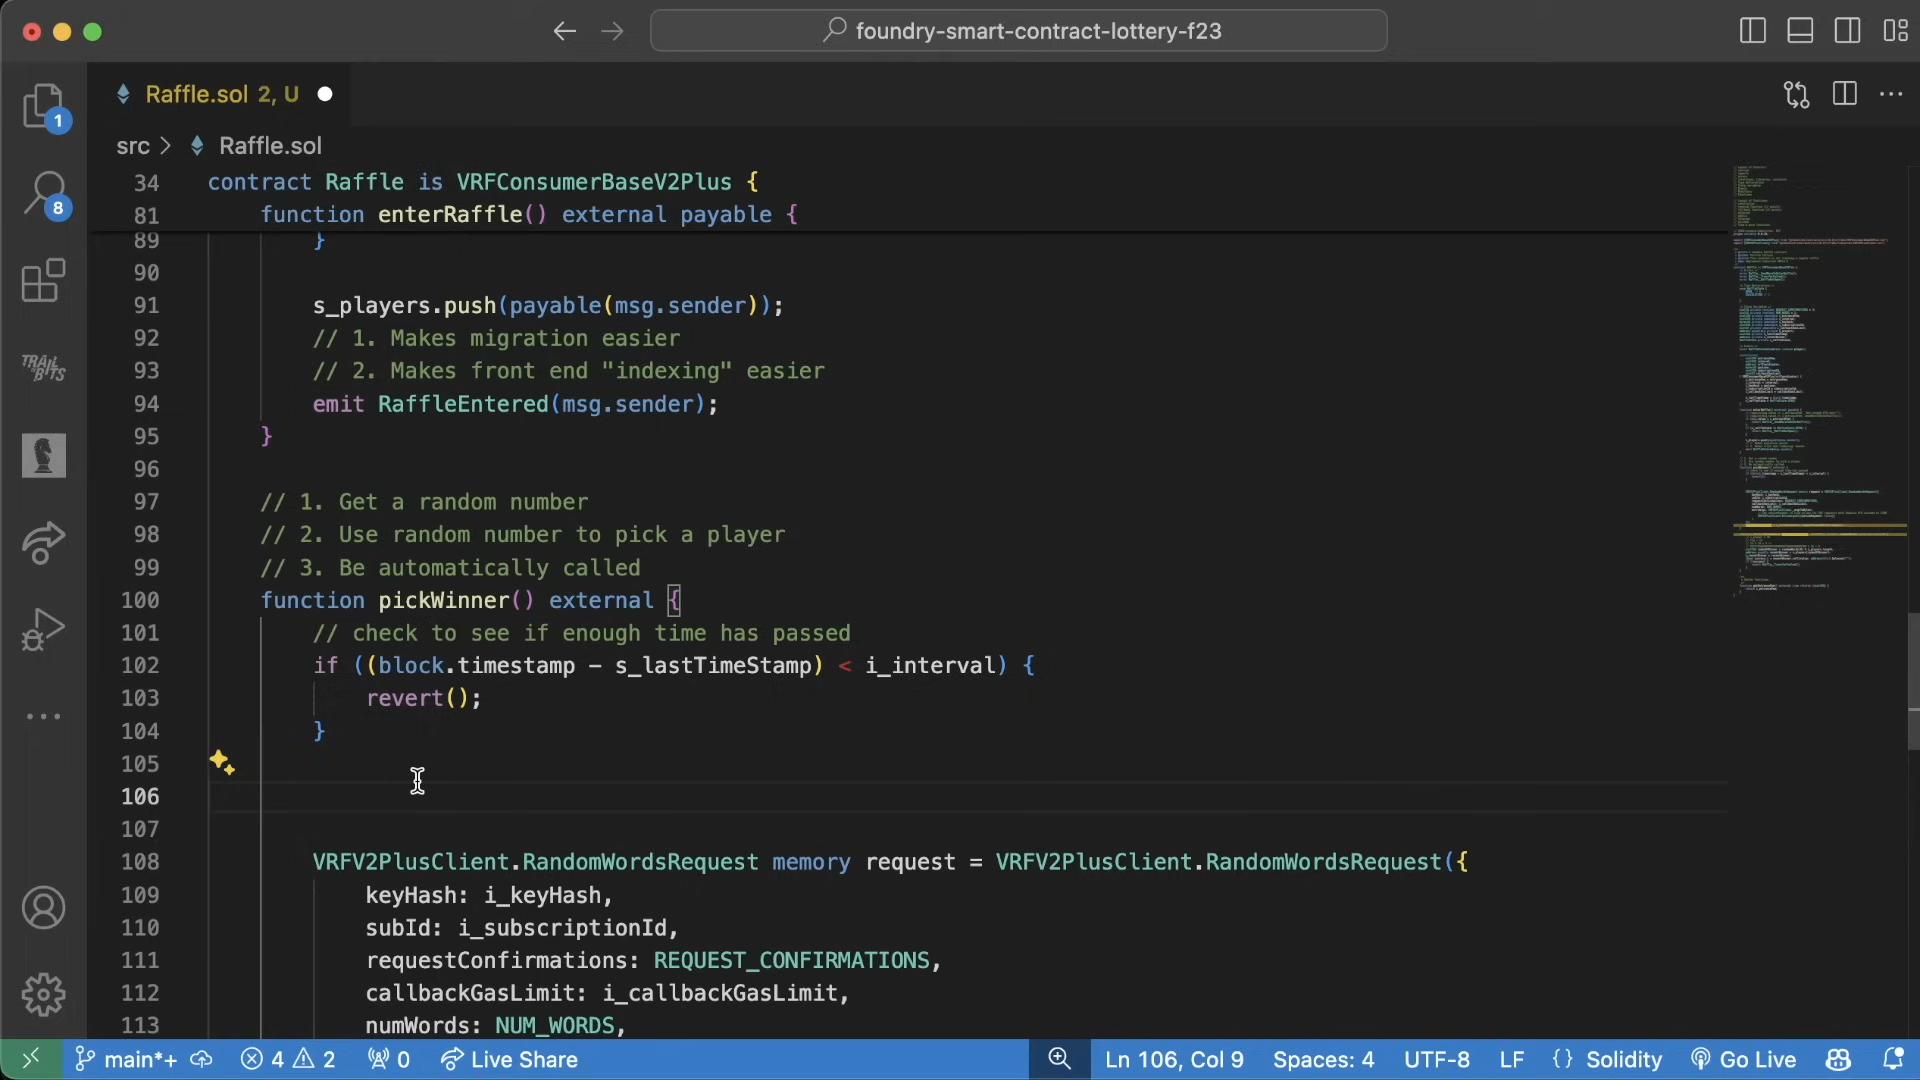 foundry-smart-contract-lottery-f23
Raffle.sol 2, U
src > Raffle.sol
34 contract Raffle is VRFConsumerBaseV2Plus {
81 function enterRaffle() external payable {
89 }
90
91 s_players.push(payable(msg.sender));
92 // 1. Makes migration easier
93 // 2. Makes front end "indexing" easier
94 emit RaffleEntered(msg.sender);
95 }
96
97 // 1. Get a random number
98 // 2. Use random number to pick a player
99 // 3. Be automatically called
100 function pickWinner() external {
101 // check to see if enough time has passed
102 if ((block.timestamp - s_lastTimeStamp) < i_interval) {
103 revert();
104 }
105
106
107
108 VRFV2PlusClient.RandomWordsRequest memory request = VRFV2PlusClient.RandomWordsRequest({
109 keyHash: i_keyHash,
110 subId: i_subscriptionId,
111 requestConfirmations: REQUEST_CONFIRMATIONS,
112 callbackGasLimit: i_callbackGasLimit,
113 numWords: NUM_WORDS,
1
8
TRAIL OF BITS
main*+ 4 2 0 Live Share Ln 106, Col 9 Spaces: 4 UTF-8 LF {} Solidity Go Live